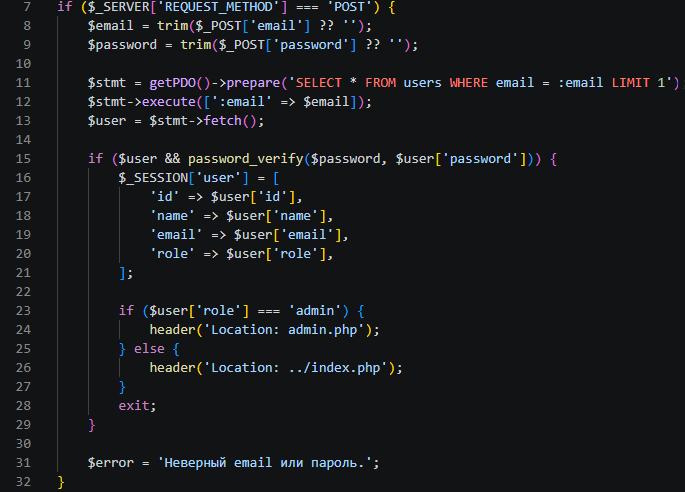 7 if ($_SERVER['REQUEST_METHOD'] === 'POST') {
8     $email = trim($_POST['email'] ?? '');
9     $password = trim($_POST['password'] ?? '');
10
11     $stmt = getPDO()->prepare('SELECT * FROM users WHERE email = :email LIMIT 1')
12     $stmt->execute([':email' => $email]);
13     $user = $stmt->fetch();
14
15     if ($user && password_verify($password, $user['password'])) {
16         $_SESSION['user'] = [
17             'id' => $user['id'],
18             'name' => $user['name'],
19             'email' => $user['email'],
20             'role' => $user['role'],
21         ];
22
23         if ($user['role'] === 'admin') {
24             header('Location: admin.php');
25         } else {
26             header('Location: ../index.php');
27         }
28         exit;
29     }
30
31     $error = 'Неверный email или пароль.';
32 }